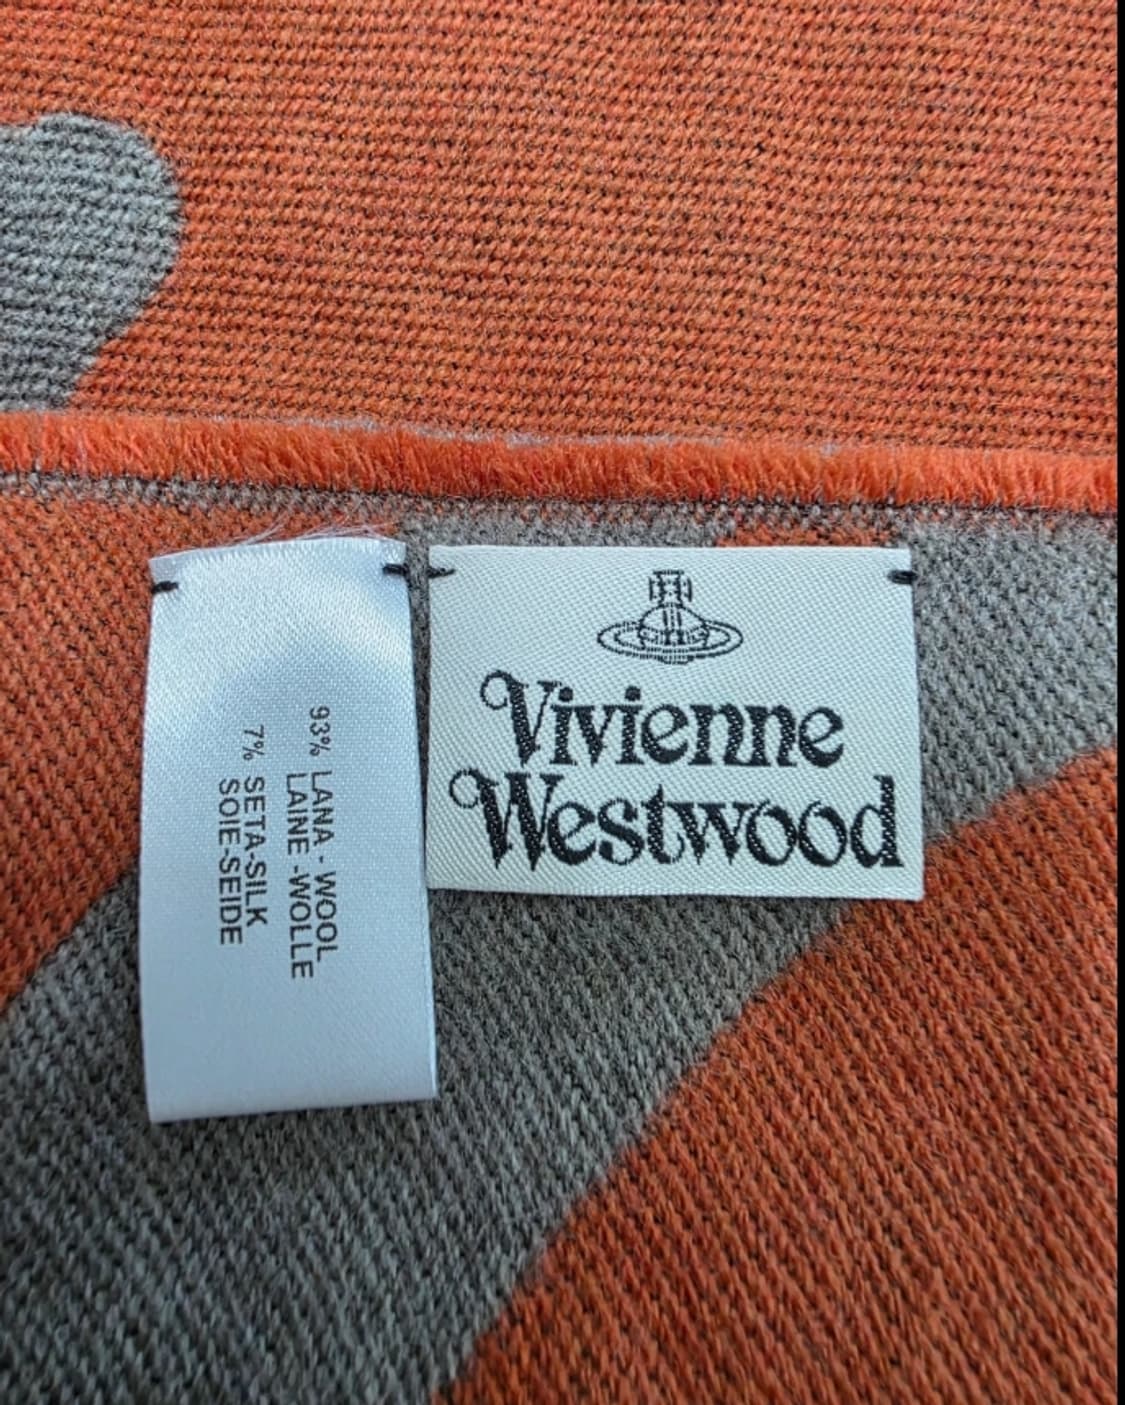 93% LANA - WOOL
LAINE -WOLLE
7% SETA-SILK
SOIE-SEIDE
Vivienne
Westwood